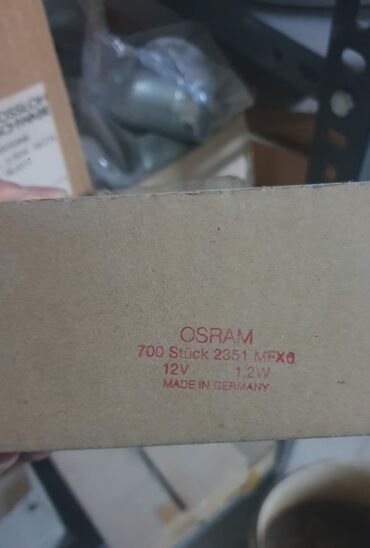 OSRAM
700 Stück 2351 MFX6
12V 1,2W
MADE IN GERMANY